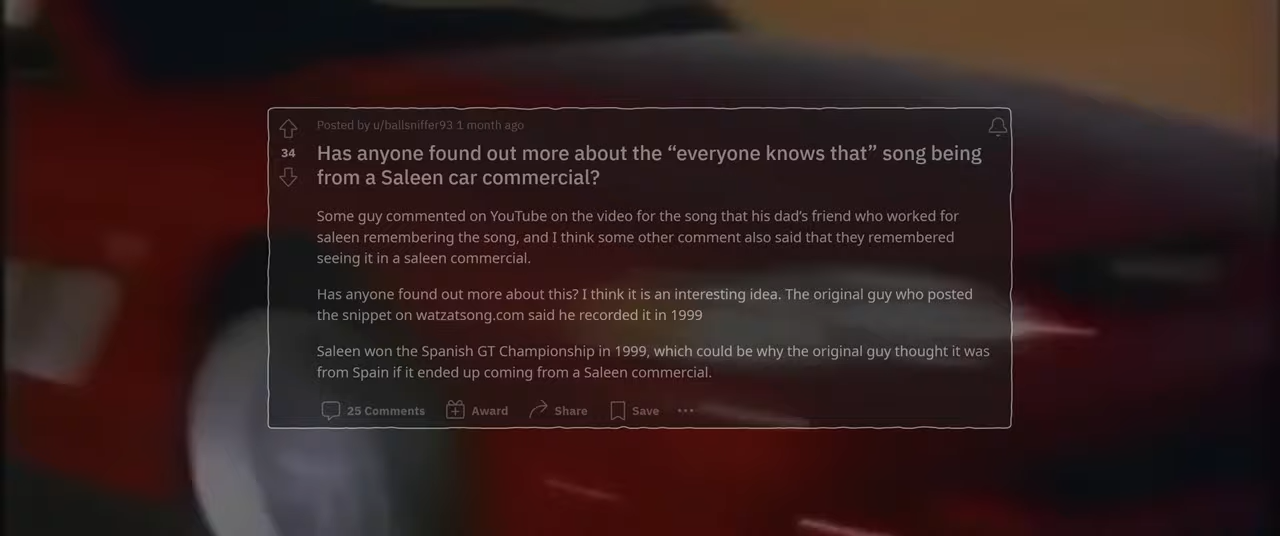 Posted by u/ballsniffer93 1 month ago
34
Has anyone found out more about the “everyone knows that” song being
from a Saleen car commercial?
Some guy commented on YouTube on the video for the song that his dad’s friend who worked for
saleen remembering the song, and I think some other comment also said that they remembered
seeing it in a saleen commercial.
Has anyone found out more about this? I think it is an interesting idea. The original guy who posted
the snippet on watzatsong.com said he recorded it in 1999
Saleen won the Spanish GT Championship in 1999, which could be why the original guy thought it was
from Spain if it ended up coming from a Saleen commercial.
25 Comments Award Share Save